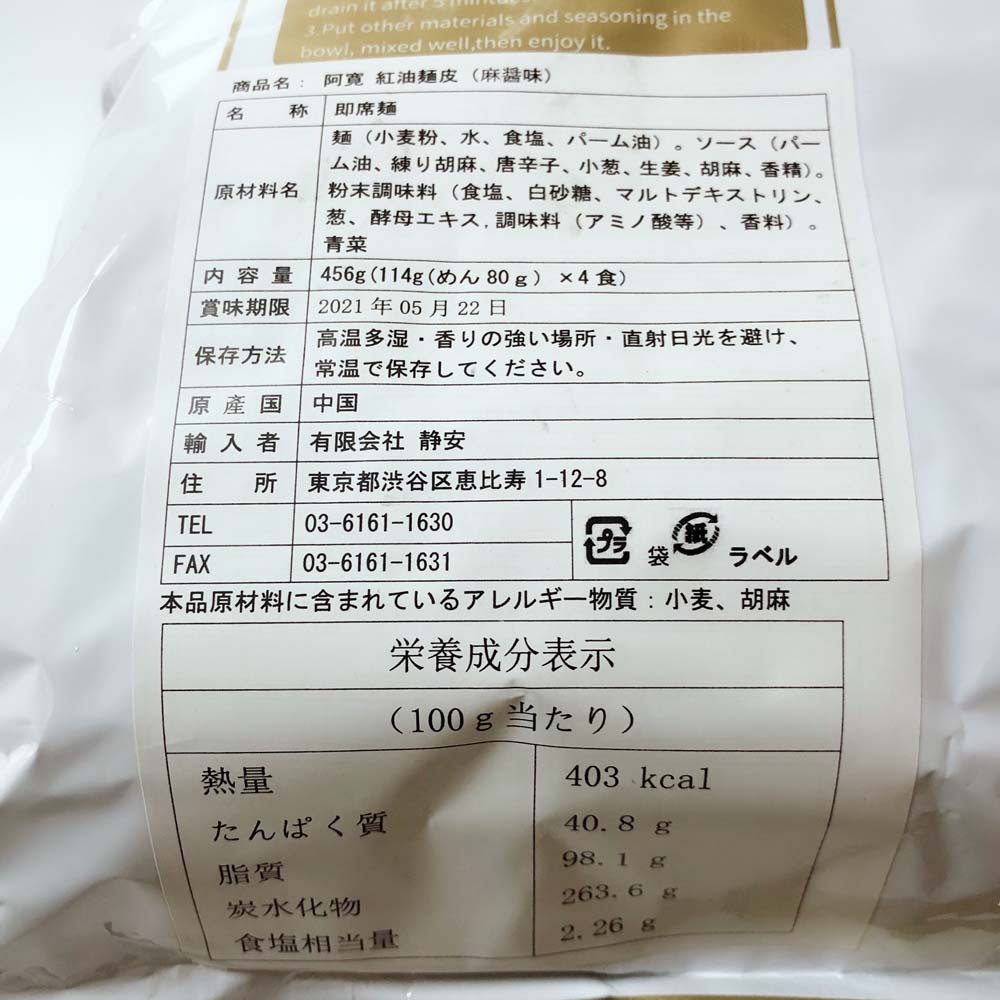 drain it after 5
3.Put other materials and seasoning in the
bowl, mixed well,then enjoy it.
商品名： 阿寛 紅油麺皮（麻醤味）
名 称 即席麺
原材料名 麺（小麦粉、水、食塩、パーム油）。ソース（パー
ム油、練り胡麻、唐辛子、小葱、生姜、胡麻、香精）。
粉末調味料（食塩、白砂糖、マルトデキストリン、
葱、酵母エキス,調味料（アミノ酸等）、香料）。
青菜
内容量 456g(114g(めん80ｇ) ×4食)
賞味期限 2021年05月22日
保存方法 高温多湿・香りの強い場所・直射日光を避け、
常温で保存してください。
原産国 中国
輸入者 有限会社 静安
住 所 東京都渋谷区恵比寿1-12-8
TEL 03-6161-1630
FAX 03-6161-1631
プラ 袋 紙 ラベル
本品原材料に含まれているアレルギー物質：小麦、胡麻
栄養成分表示
（100ｇ当たり）
熱量 403 kcal
たんぱく質 40.8 g
脂質 98.1 g
炭水化物 263.6 g
食塩相当量 2.26 g